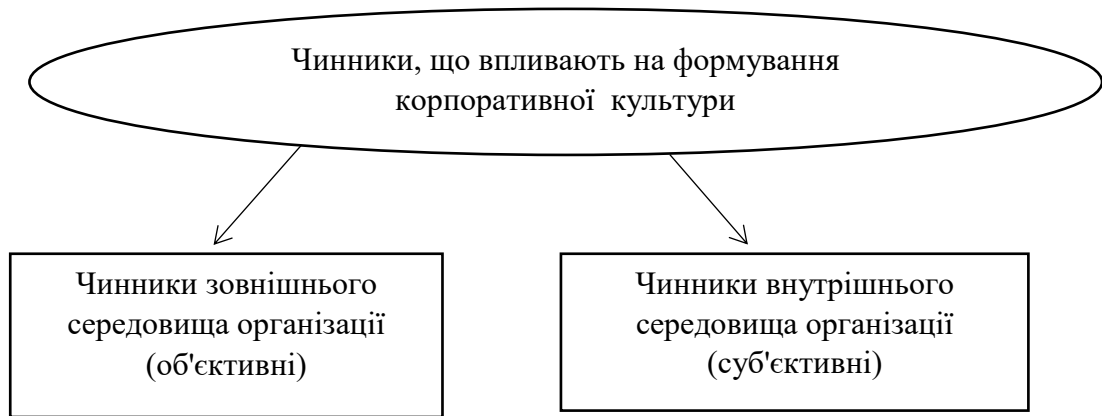 Чинники, що впливають на формування
корпоративної культури
Чинники зовнішнього
середовища організації
(об'єктивні)
Чинники внутрішнього
середовища організації
(суб'єктивні)